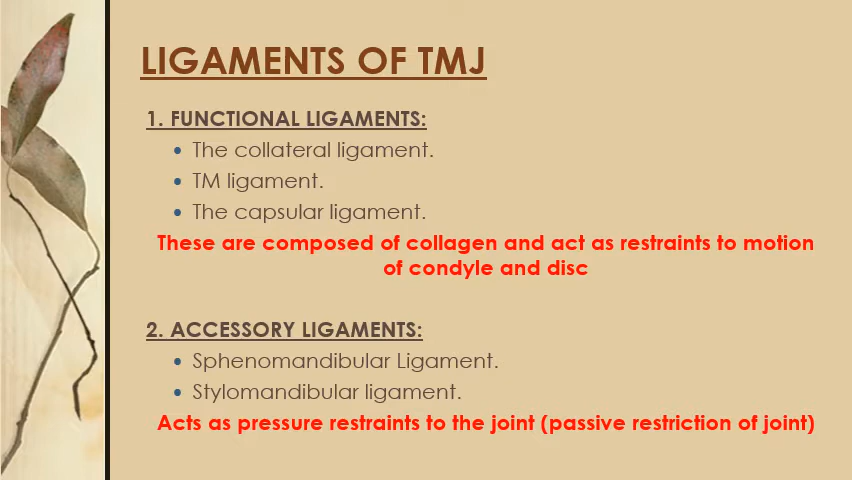 LIGAMENTS OF TMJ
1. FUNCTIONAL LIGAMENTS:
• The collateral ligament.
• TM ligament.
• The capsular ligament.
These are composed of collagen and act as restraints to motion
of condyle and disc
2. ACCESSORY LIGAMENTS:
• Sphenomandibular Ligament.
• Stylomandibular ligament.
Acts as pressure restraints to the joint (passive restriction of joint)